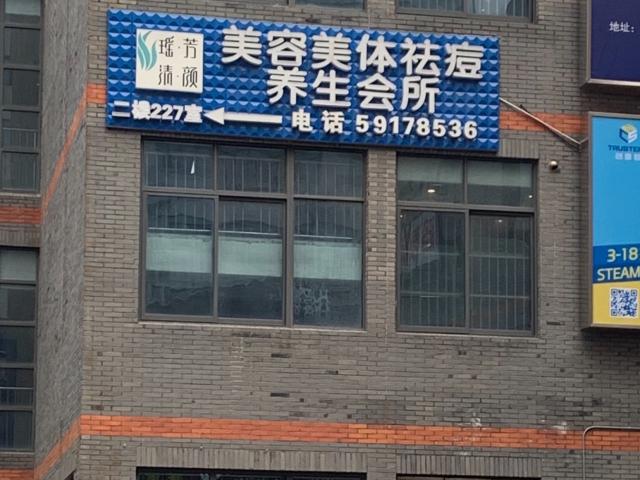 瑶·芳
清·颜
美容美体祛痘
养生会所
二楼227室
电话 59178536
地址:
TRUSTE
3-18
STEAM